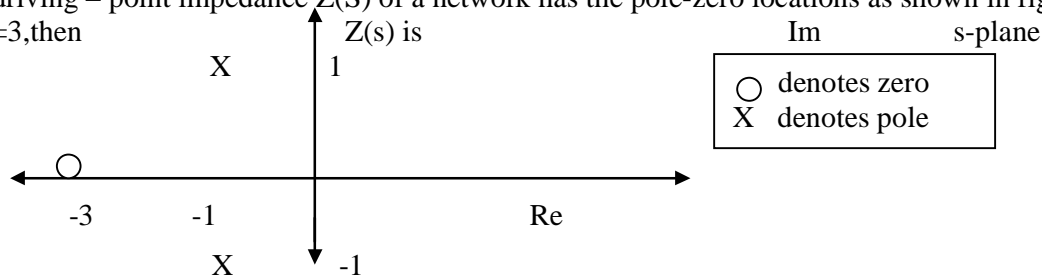 driving – point impedance Z(S) of a network has the pole-zero locations as shown in
=3,then Z(s) is Im s-plane
X 1
denotes zero
X denotes pole
-3 -1 Re
X -1